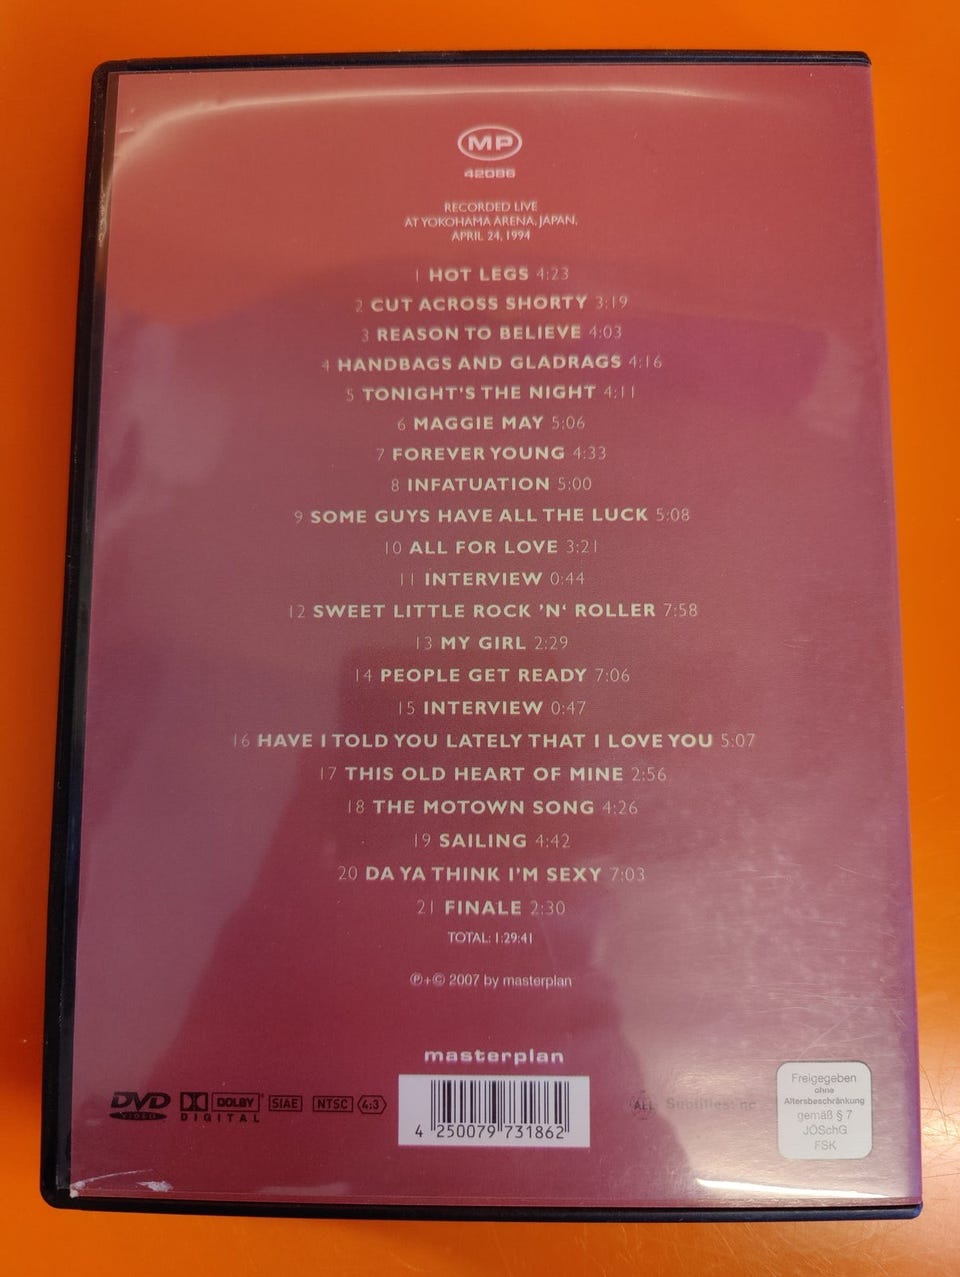 MP
42086
RECORDED LIVE
AT YOKOHAMA ARENA, JAPAN,
APRIL 24, 1994
1 HOT LEGS 4:23
2 CUT ACROSS SHORTY 3:19
3 REASON TO BELIEVE 4:03
4 HANDBAGS AND GLADRAGS 4:16
5 TONIGHT'S THE NIGHT 4:11
6 MAGGIE MAY 5:06
7 FOREVER YOUNG 4:33
8 INFATUATION 5:00
9 SOME GUYS HAVE ALL THE LUCK 5:08
10 ALL FOR LOVE 3:21
11 INTERVIEW 0:44
12 SWEET LITTLE ROCK ’N‘ ROLLER 7:58
13 MY GIRL 2:29
14 PEOPLE GET READY 7:06
15 INTERVIEW 0:47
16 HAVE I TOLD YOU LATELY THAT I LOVE YOU 5:07
17 THIS OLD HEART OF MINE 2:56
18 THE MOTOWN SONG 4:26
19 SAILING 4:42
20 DA YA THINK I'M SEXY 7:03
21 FINALE 2:30
TOTAL: 1:29:41
℗+© 2007 by masterplan
masterplan
DVD VIDEO
DOLBY DIGITAL
SIAE
NTSC
4:3
4 250079 731862
ALL
Subtitles:
Freigegeben
ohne
Altersbeschränkung
gemäß § 7
JÖSchG
FSK